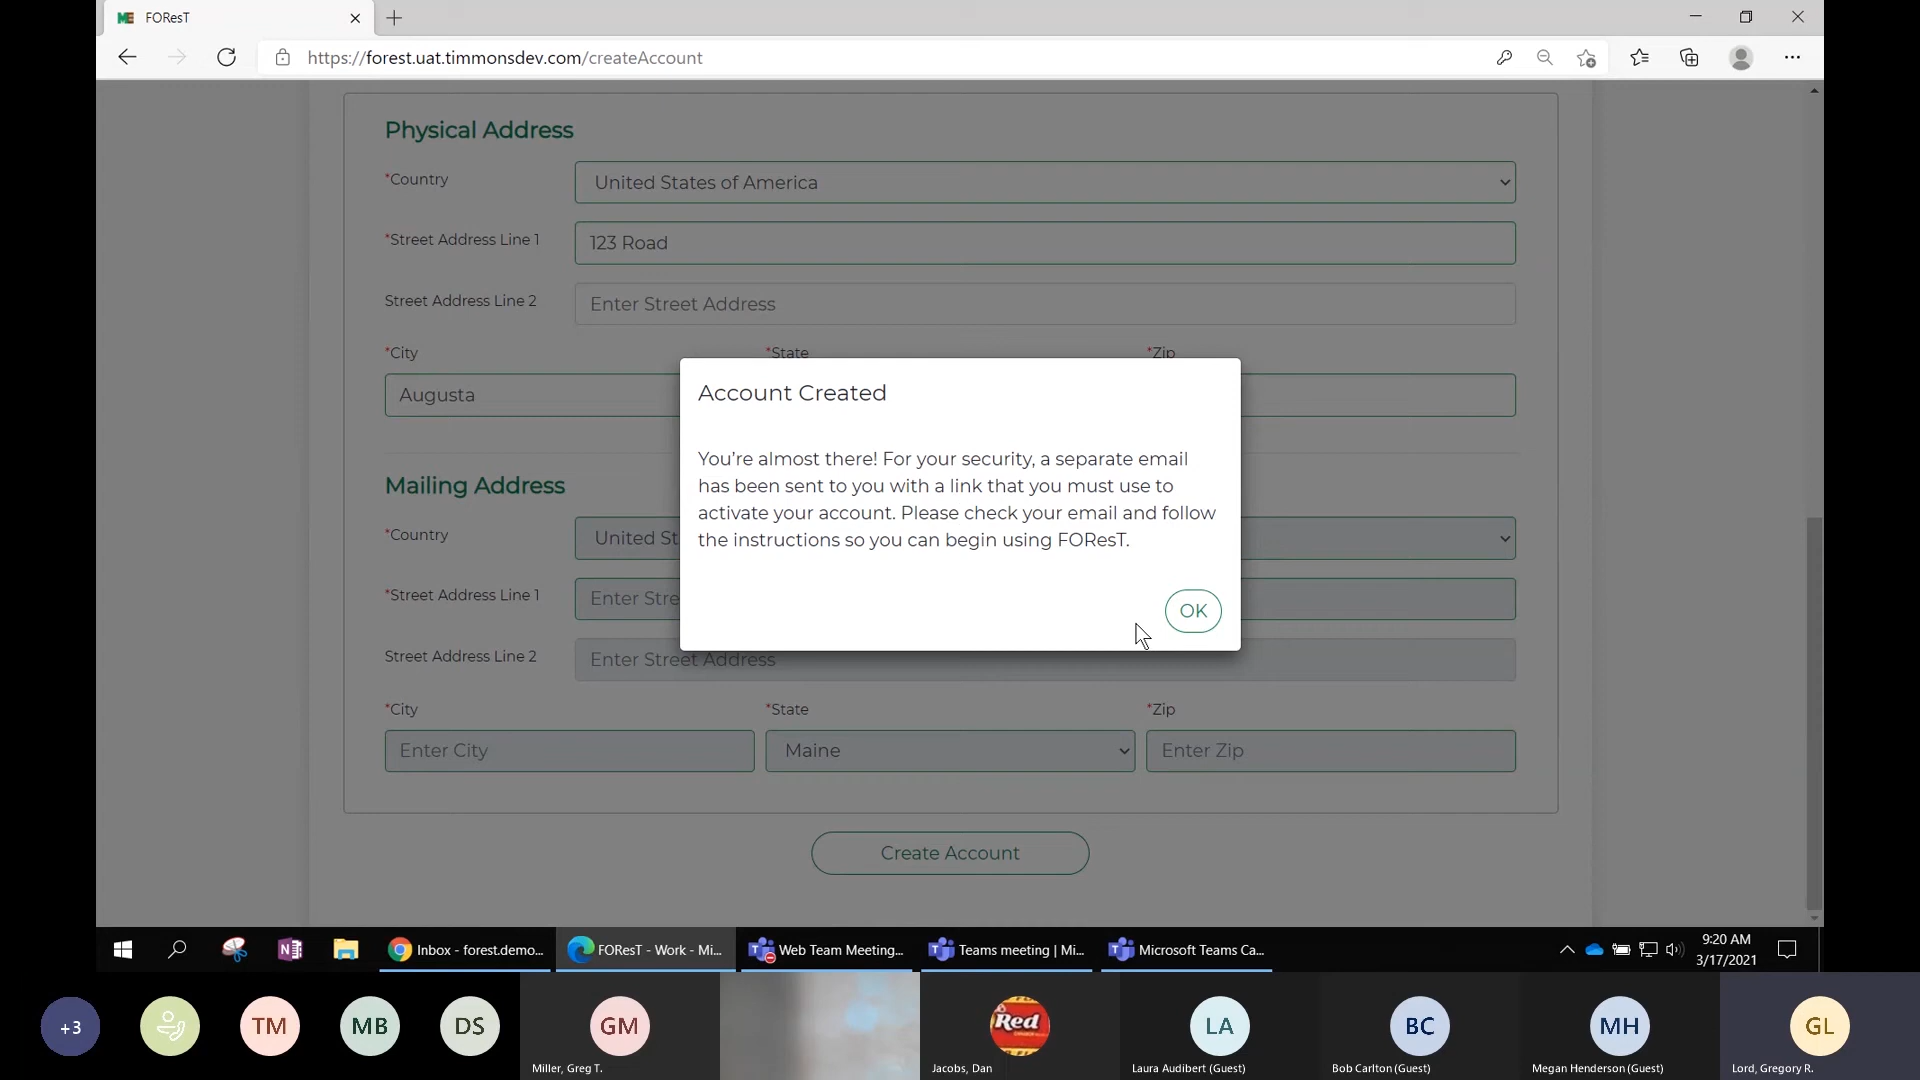 FOResT
https://forest.uat.timmonsdev.com/createAccount
Physical Address
*Country
United States of America
*Street Address Line 1
123 Road
Street Address Line 2
Enter Street Address
*City
*State
*Zip
Augusta
Account Created
You're almost there! For your security, a separate email
has been sent to you with a link that you must use to
activate your account. Please check your email and follow
the instructions so you can begin using FOResT.
OK
Mailing Address
*Country
United St
*Street Address Line 1
Enter Stre
Street Address Line 2
Enter Street Address
*City
*State
*Zip
Enter City
Maine
Enter Zip
Create Account
Inbox - forest.demo...
FOResT - Work - Mi...
Web Team Meeting...
Teams meeting | Mi...
Microsoft Teams Ca...
9:20 AM
3/17/2021
+3
TM
MB
DS
GM
Miller, Greg T.
Red
Jacobs, Dan
LA
Laura Audibert (Guest)
BC
Bob Carlton (Guest)
MH
Megan Henderson (Guest)
GL
Lord, Gregory R.